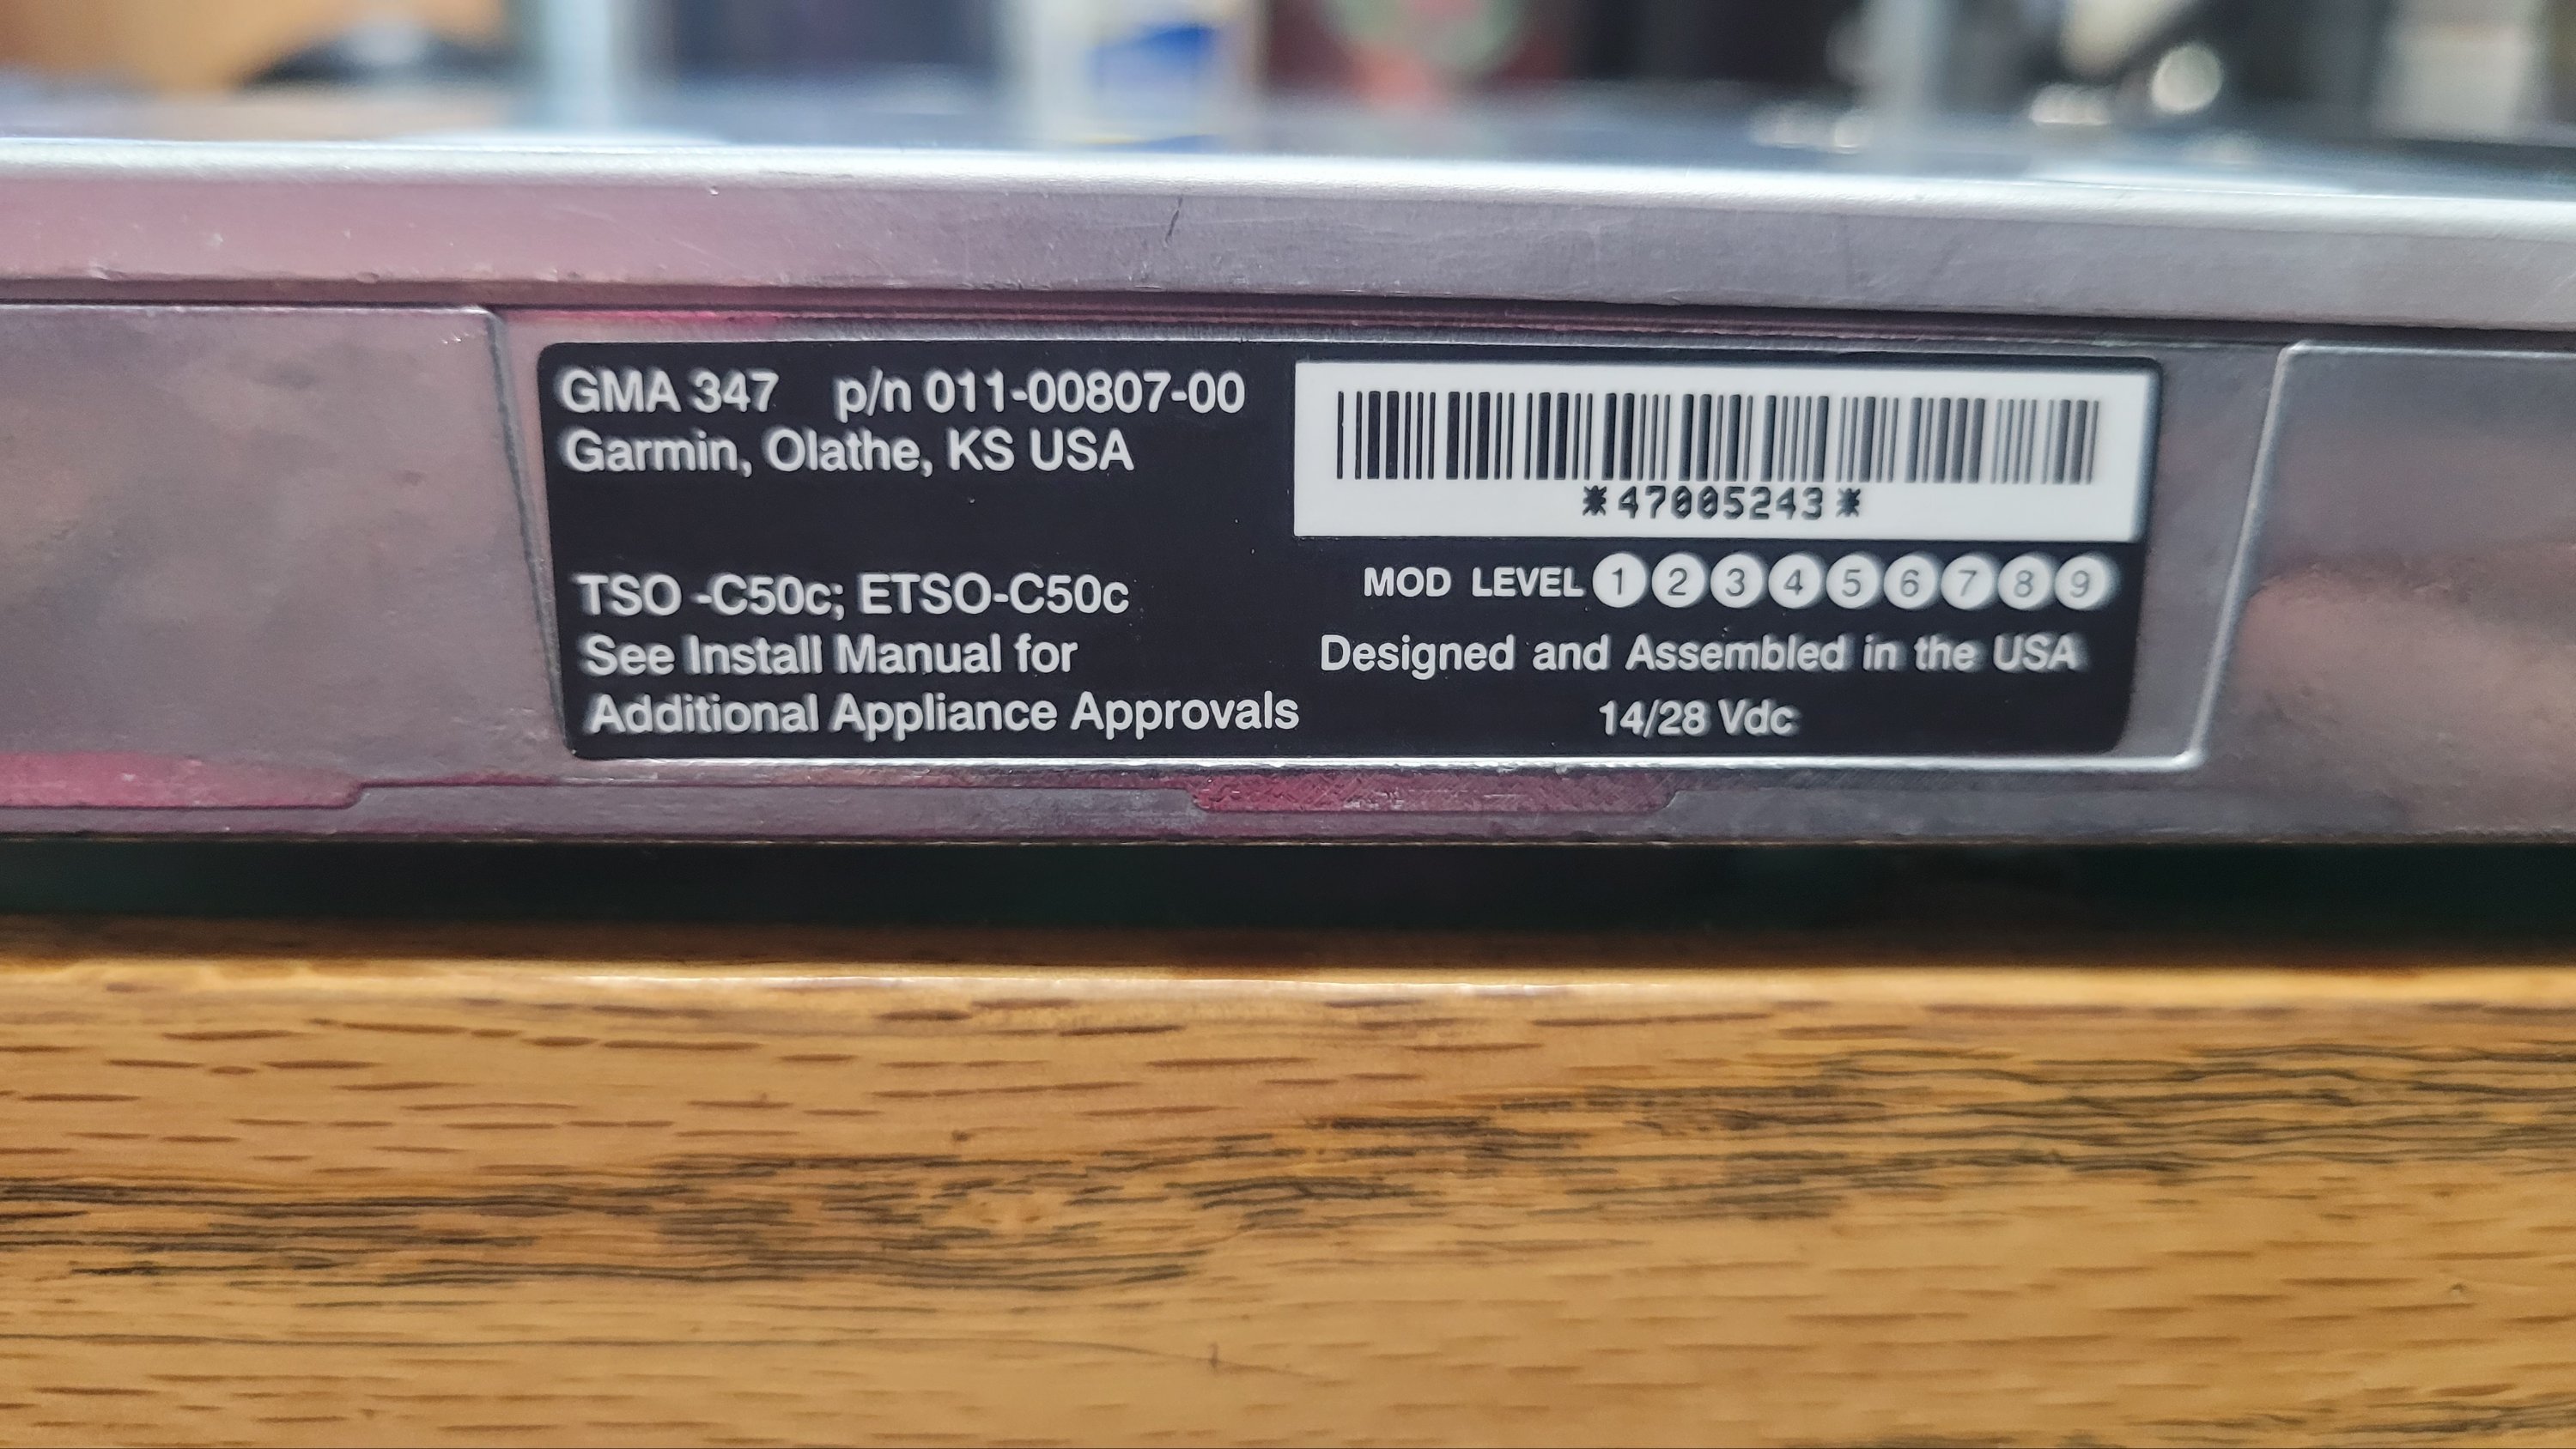 GMA 347 p/n 011-00807-00
Garmin, Olathe, KS USA
TSO -C50c; ETSO-C50c
See Install Manual for
Additional Appliance Approvals
*47005243*
MOD LEVEL 1 2 3 4 5 6 7 8 9
Designed and Assembled in the USA
14/28 Vdc